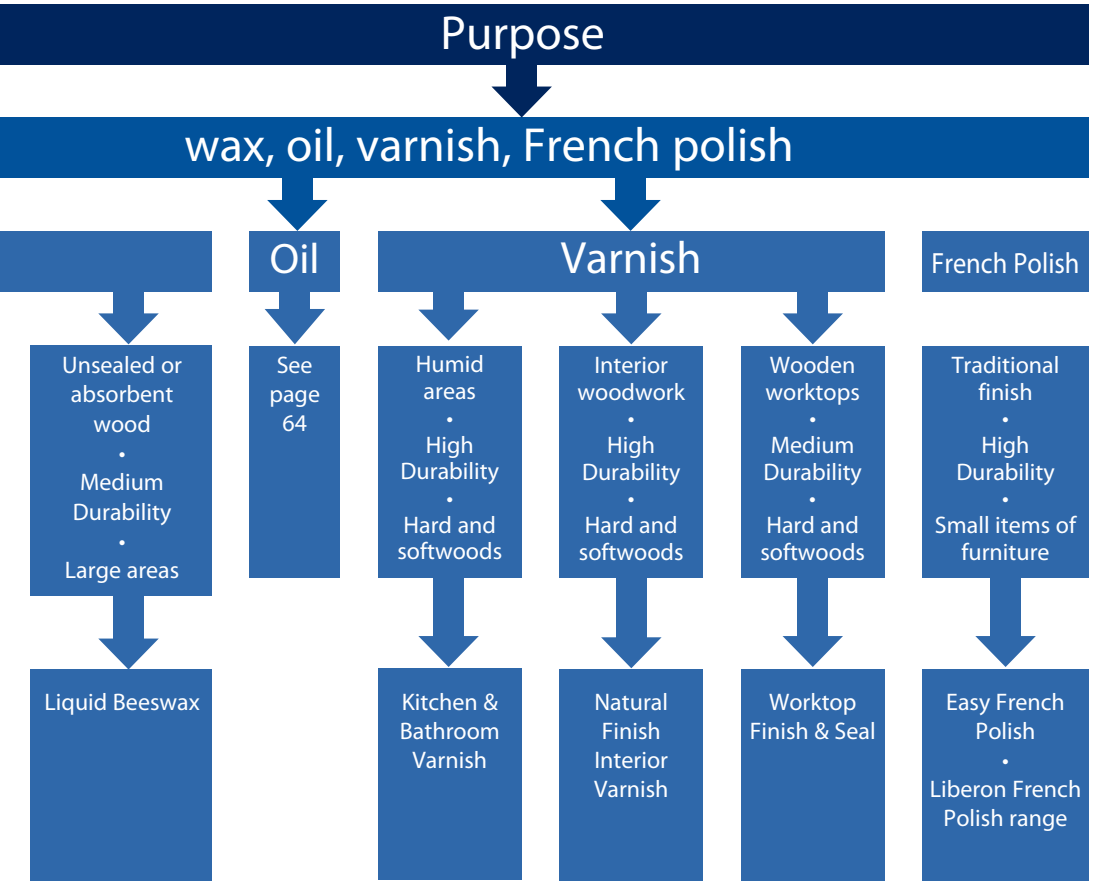 Purpose
wax, oil, varnish, French polish
Oil
Varnish
French Polish
Unsealed or
absorbent
wood
•
Medium
Durability
•
Large areas
See
page
64
Humid
areas
•
High
Durability
•
Hard and
softwoods
Interior
woodwork
•
High
Durability
•
Hard and
softwoods
Wooden
worktops
•
Medium
Durability
•
Hard and
softwoods
Traditional
finish
•
High
Durability
•
Small items of
furniture
Liquid Beeswax
Kitchen &
Bathroom
Varnish
Natural
Finish
Interior
Varnish
Worktop
Finish & Seal
Easy French
Polish
•
Liberon French
Polish range